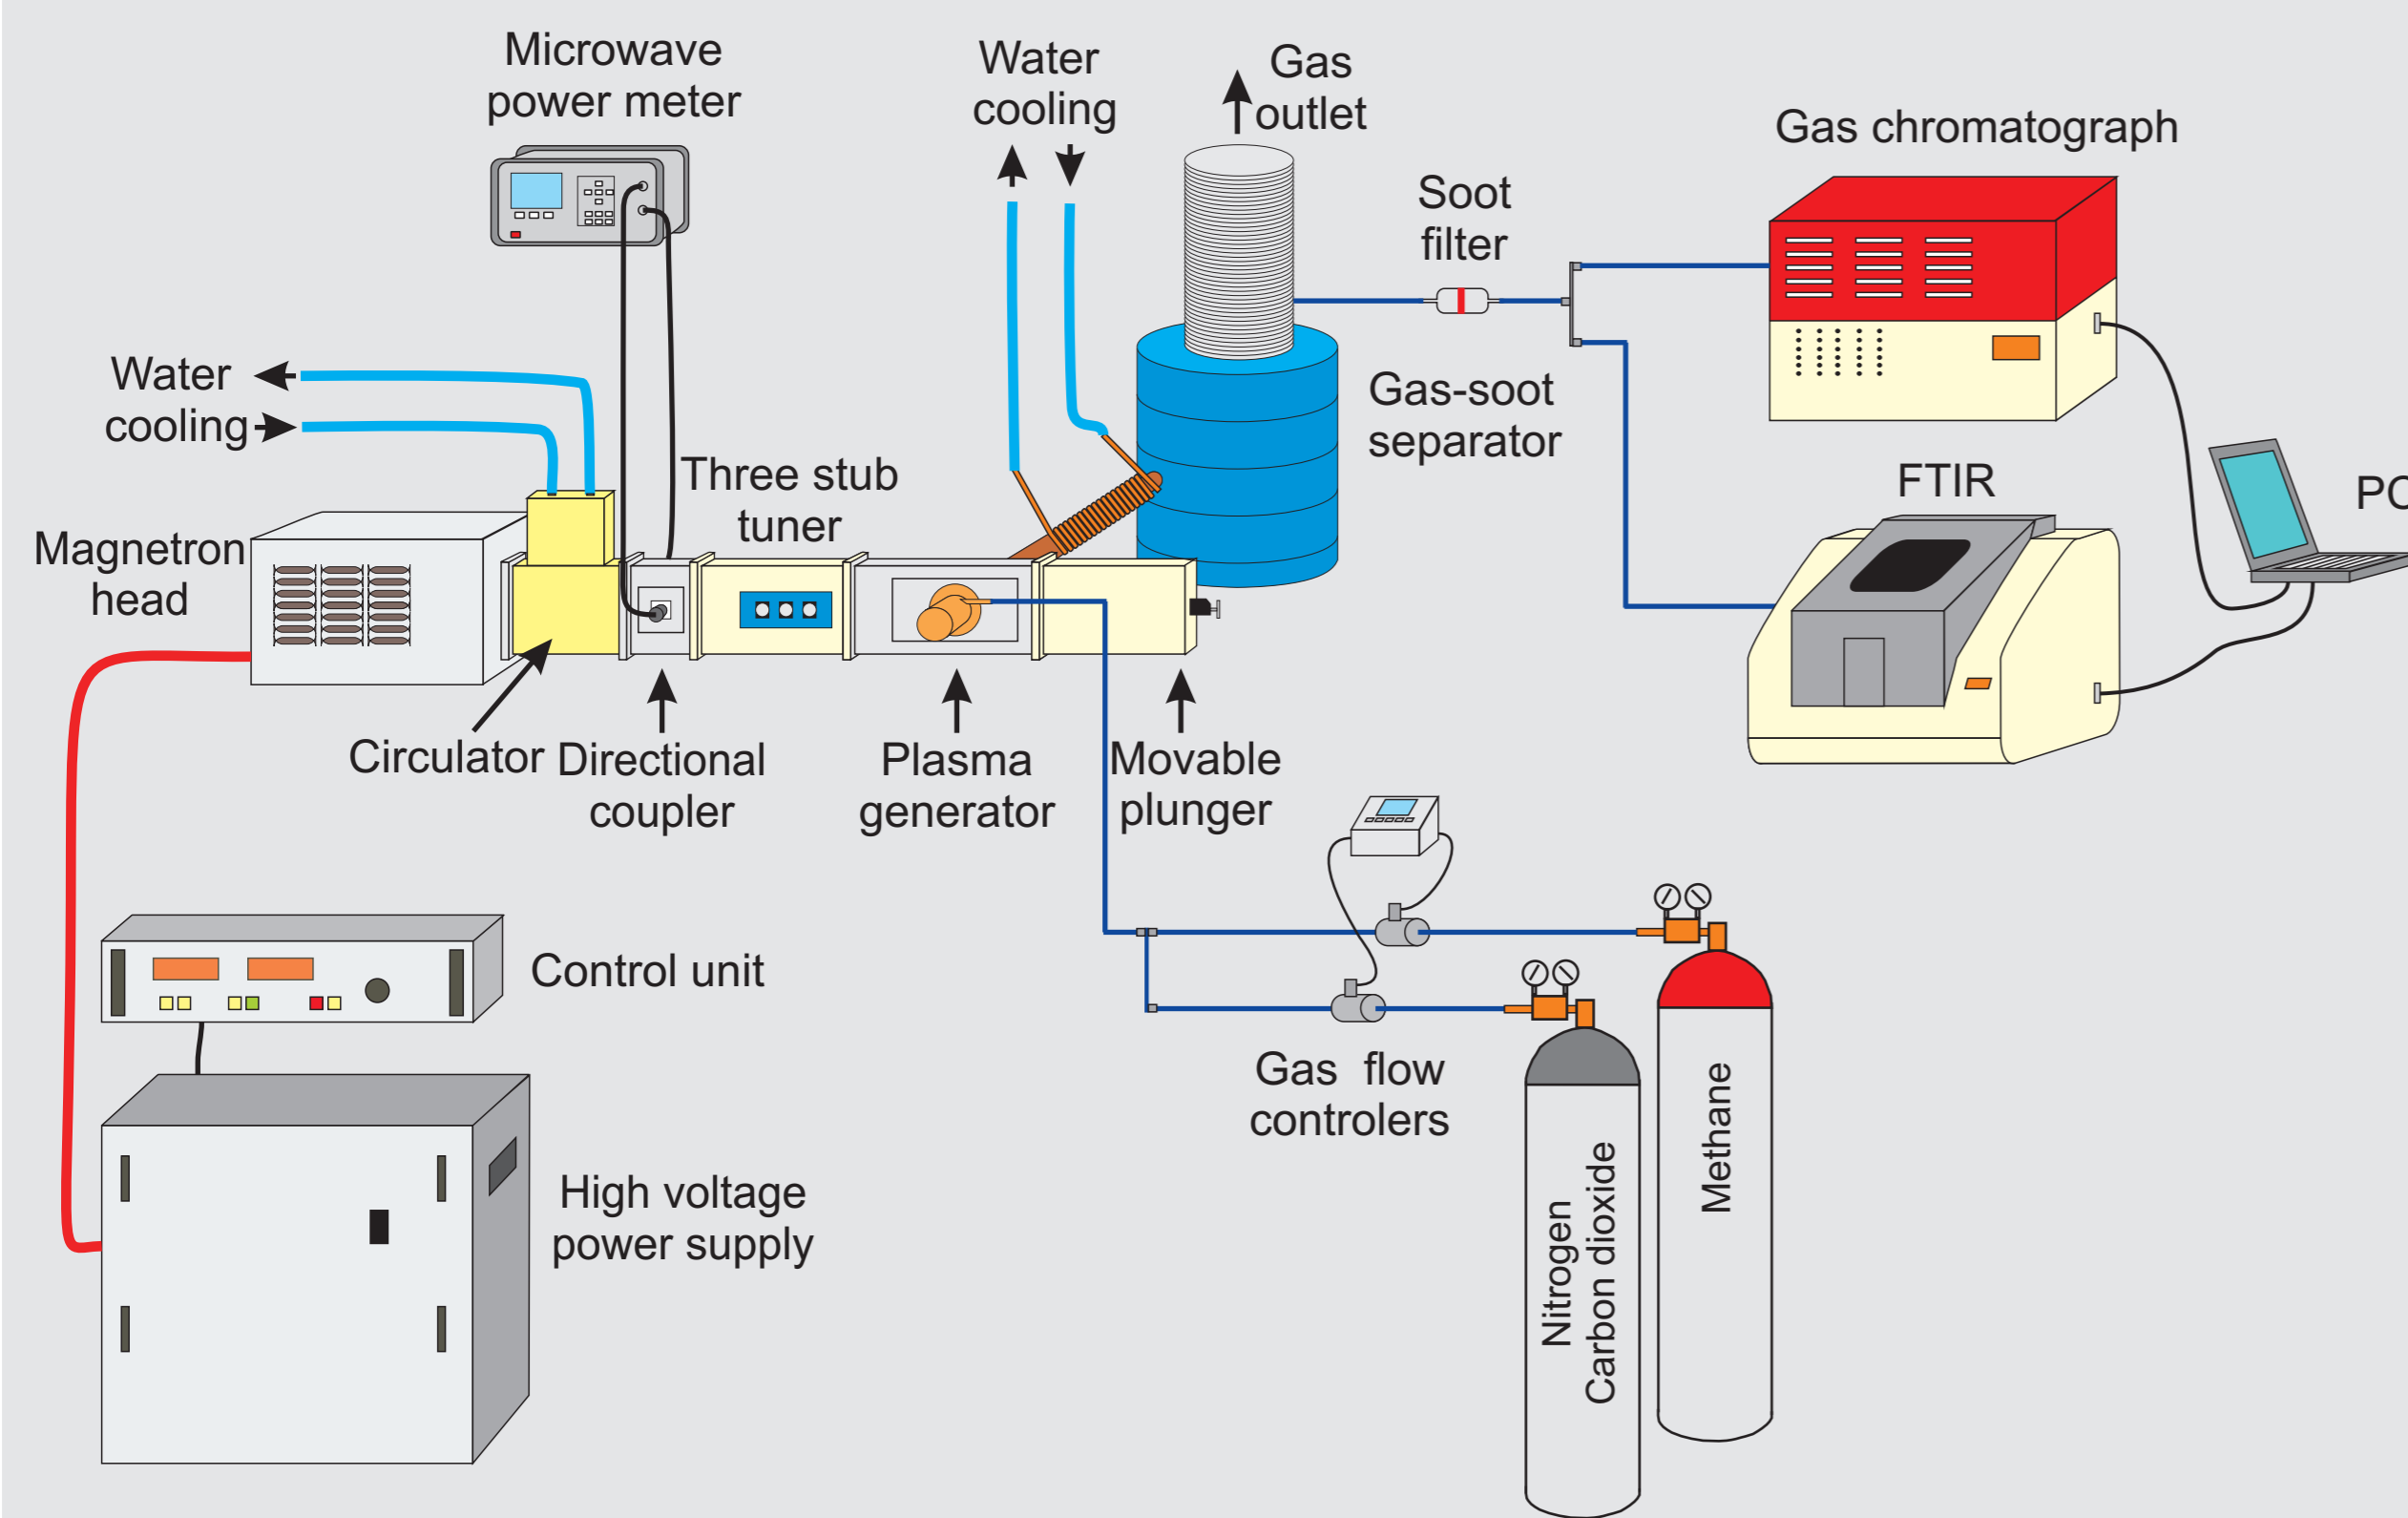 Microwave
power meter
Water
cooling
Gas
outlet
Gas chromatograph
Soot
filter
Water
cooling
Gas-soot
separator
Three stub
tuner
FTIR
PC
Magnetron
head
Circulator
Directional
coupler
Plasma
generator
Movable
plunger
Control unit
Gas flow
controlers
High voltage
power supply
Nitrogen
Carbon dioxide
Methane